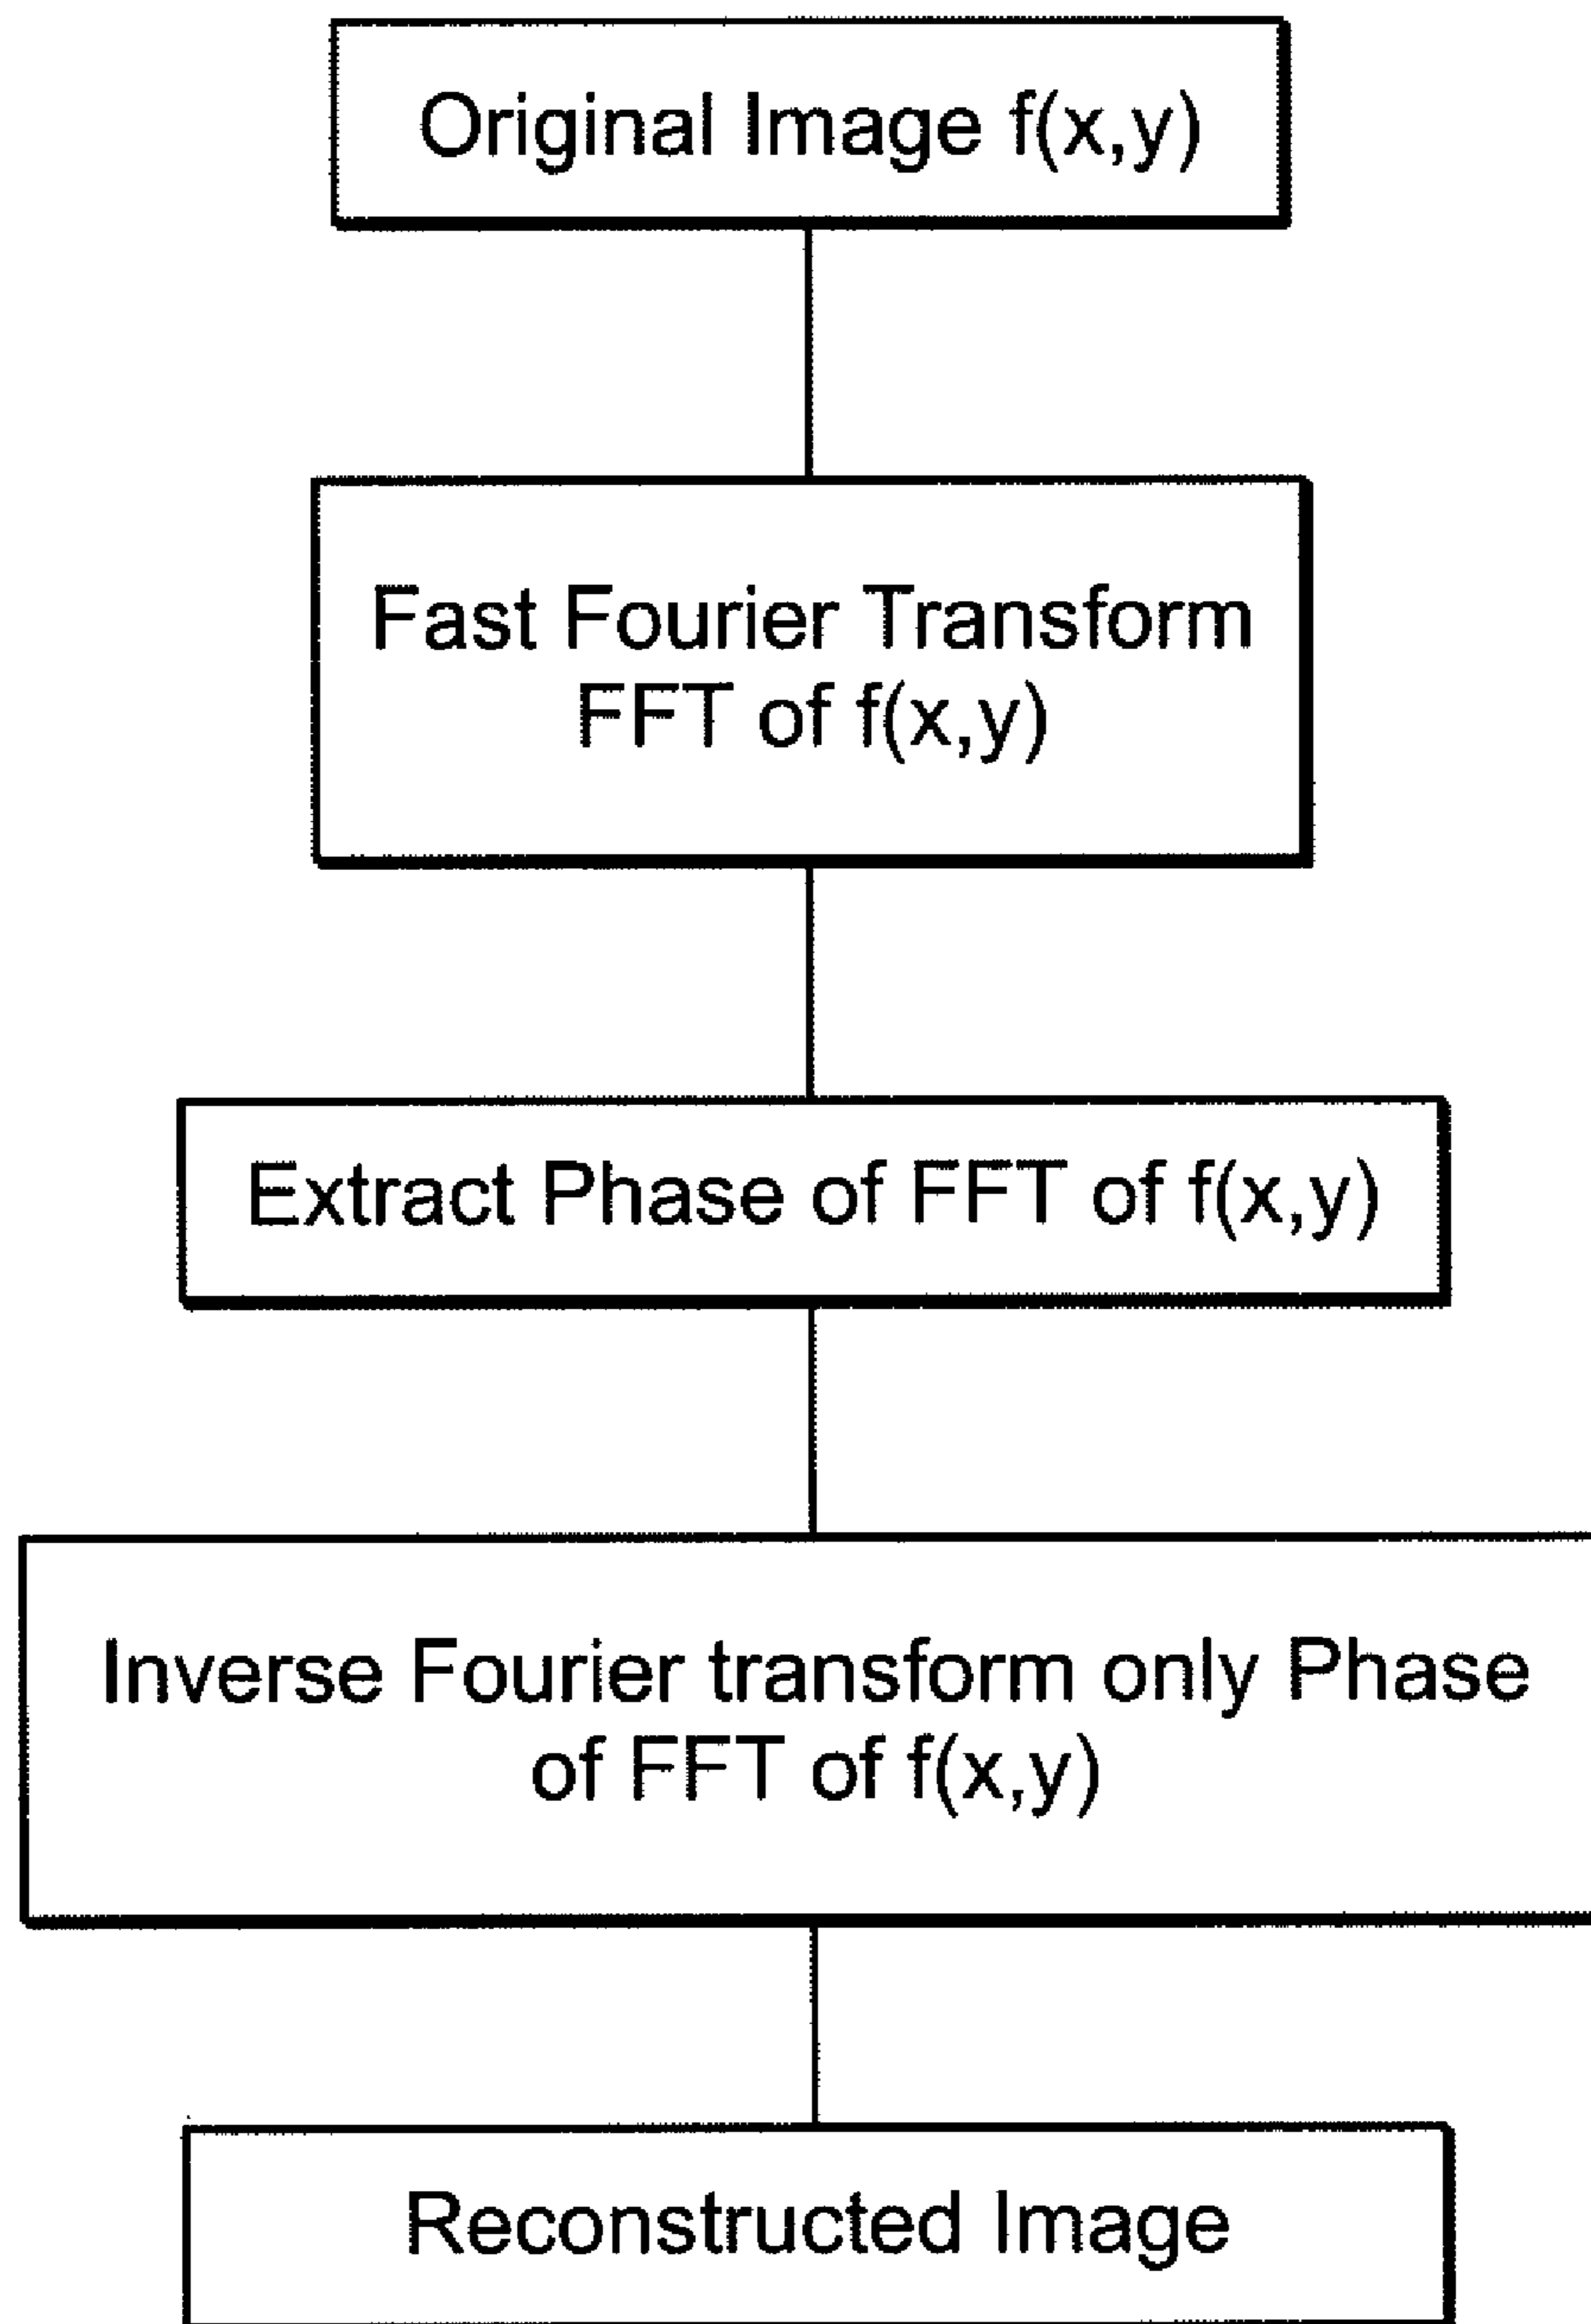 Original Image f(x,y)
Fast Fourier Transform
FFT of f(x,y)
Extract Phase of FFT of f(x,y)
Inverse Fourier transform only Phase
of FFT of f(x,y)
Reconstructed Image